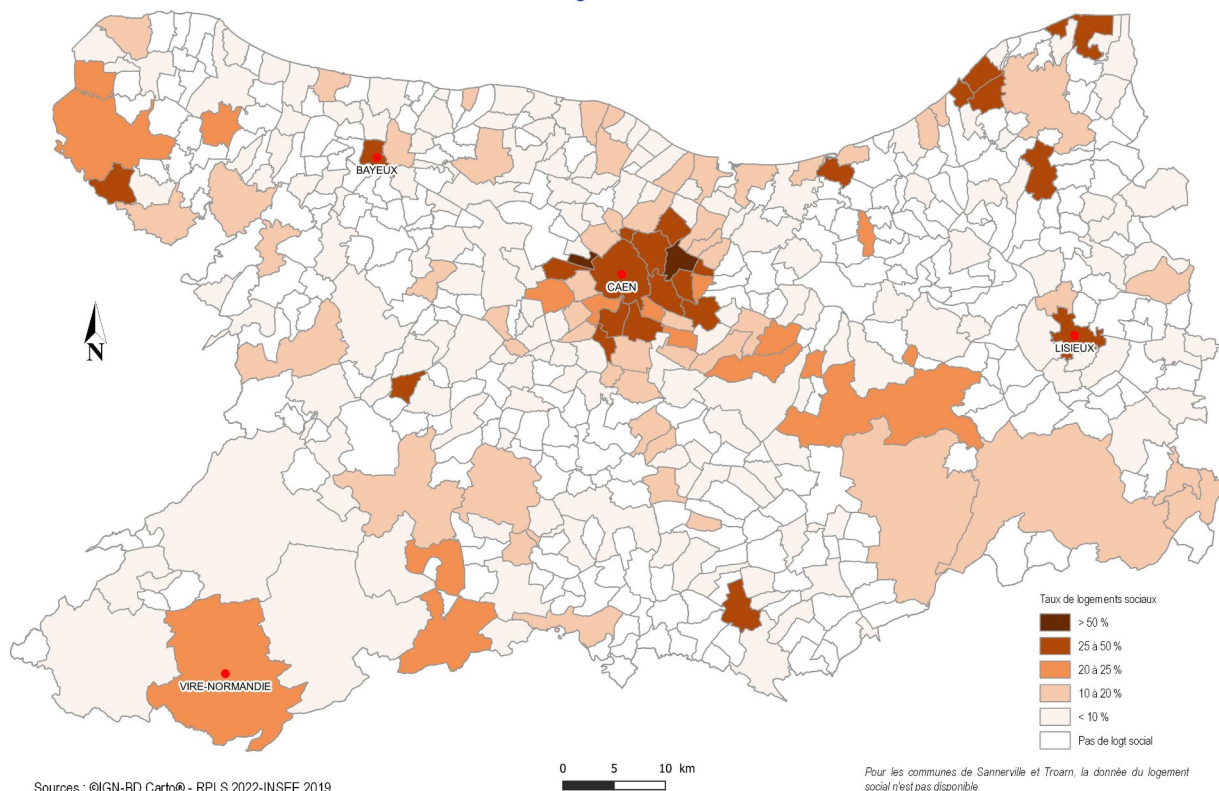 BAYEUX
CAEN
N
LISIEUX
VIRE-NORMANDIE
Taux de logements sociaux
> 50 %
25 à 50 %
20 à 25 %
10 à 20 %
< 10 %
Pas de logt social
0 5 10 km
Sources : ©IGN-BD Carto® - RPLS 2022-INSEE 2019
Pour les communes de Sannerville et Troarn, la donnée du logement
social n'est pas disponible.